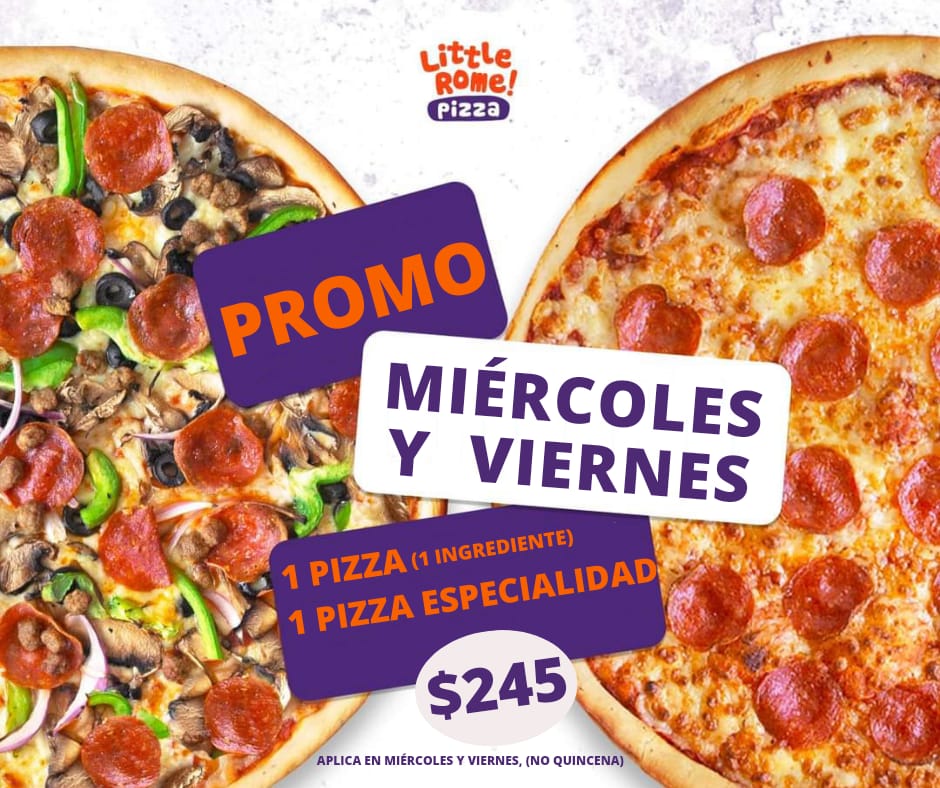 Little
Rome!
Pizza
PROMO
MIÉRCOLES
Y VIERNES
1 PIZZA (1 INGREDIENTE)
1 PIZZA ESPECIALIDAD
$245
APLICA EN MIÉRCOLES Y VIERNES, (NO QUINCENA)